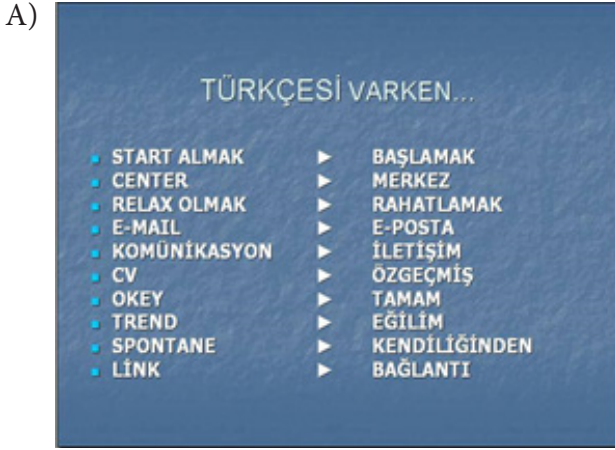 A)
TÜRKÇESİ VARKEN...
START ALMAK ► BAŞLAMAK
CENTER ► MERKEZ
RELAX OLMAK ► RAHATLAMAK
E-MAIL ► E-POSTA
KOMÜNİKASYON ► İLETİŞİM
CV ► ÖZGEÇMİŞ
OKEY ► TAMAM
TREND ► EĞİLİM
SPONTANE ► KENDİLİĞİNDEN
LİNK ► BAĞLANTI